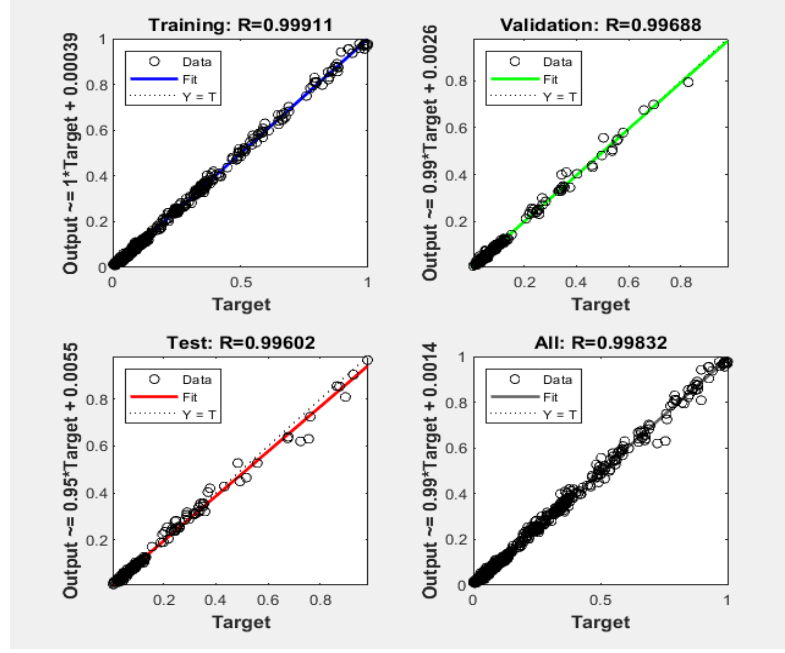 Training: R=0.99911
Output ~= 1*Target + 0.00039
1
0.8
0.6
0.4
0.2
0
Data
Fit
Y = T
0
0.5
1
Target
Validation: R=0.99688
Output ~= 0.99*Target + 0.0026
0.8
0.6
0.4
0.2
Data
Fit
Y = T
0.2
0.4
0.6
0.8
Target
Test: R=0.99602
Output ~= 0.95*Target + 0.0055
0.8
0.6
0.4
0.2
Data
Fit
Y = T
0.2
0.4
0.6
0.8
Target
All: R=0.99832
Output ~= 0.99*Target + 0.0014
1
0.8
0.6
0.4
0.2
0
Data
Fit
Y = T
0
0.5
1
Target